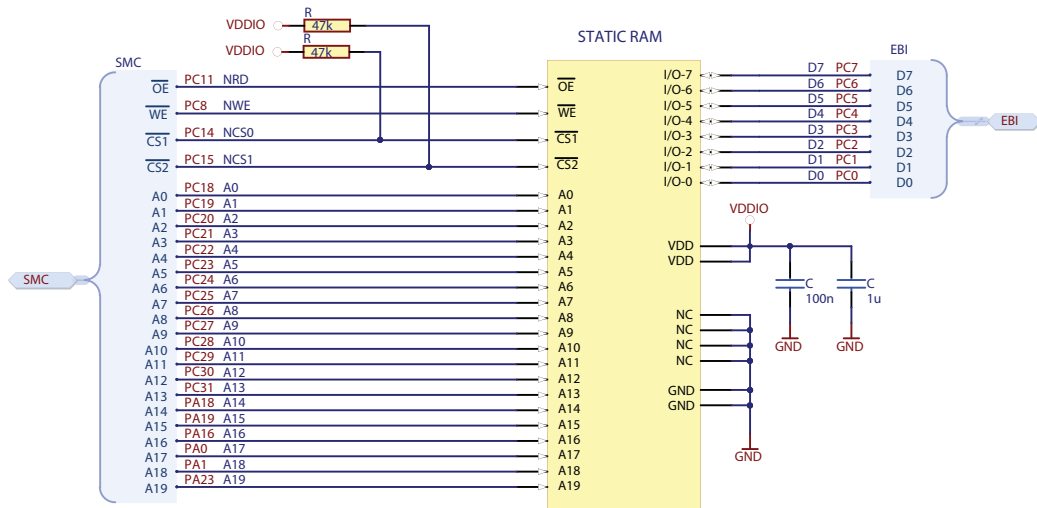 R
VDDIO 47k
R
VDDIO 47k
STATIC RAM
SMC
EBI
OE PC11 NRD OE
WE PC8 NWE WE
CS1 PC14 NCS0 CS1
CS2 PC15 NCS1 CS2
A0 PC18 A0 A0
A1 PC19 A1 A1
A2 PC20 A2 A2
A3 PC21 A3 A3
A4 PC22 A4 A4
A5 PC23 A5 A5
A6 PC24 A6 A6
A7 PC25 A7 A7
A8 PC26 A8 A8
A9 PC27 A9 A9
A10 PC28 A10 A10
A11 PC29 A11 A11
A12 PC30 A12 A12
A13 PC31 A13 A13
A14 PA18 A14 A14
A15 PA19 A15 A15
A16 PA16 A16 A16
A17 PA0 A17 A17
A18 PA1 A18 A18
A19 PA23 A19 A19
SMC
I/O-7 D7 PC7 D7
I/O-6 D6 PC6 D6
I/O-5 D5 PC5 D5
I/O-4 D4 PC4 D4
I/O-3 D3 PC3 D3
I/O-2 D2 PC2 D2
I/O-1 D1 PC1 D1
I/O-0 D0 PC0 D0
EBI
VDDIO
VDD
VDD
C
100n
C
1u
GND
GND
NC
NC
NC
NC
GND
GND
GND